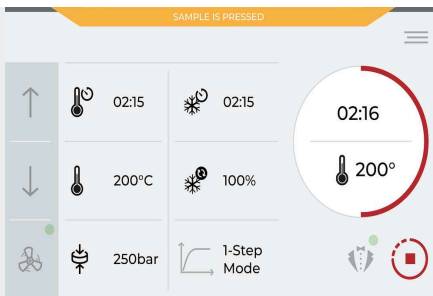 SAMPLE IS PRESSED
02:15
02:15
02:16
200°C
100%
200°
250bar
1-Step
Mode